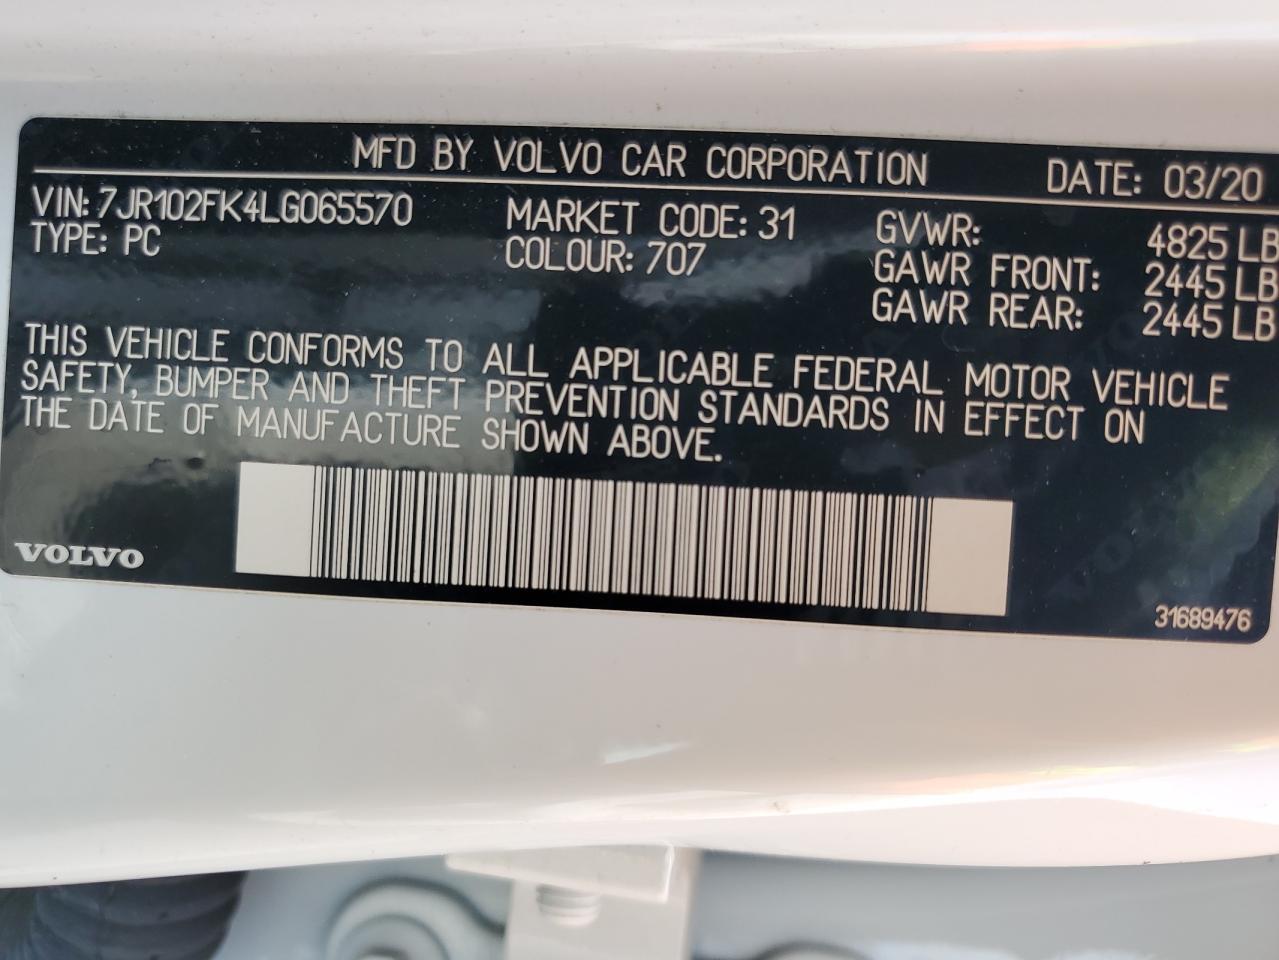 MFD BY VOLVO CAR CORPORATION DATE: 03/20
VIN: 7JR102FK4LG065570 MARKET CODE: 31 GVWR: 4825 LB
TYPE: PC COLOUR: 707 GAWR FRONT: 2445 LB
GAWR REAR: 2445 LB
THIS VEHICLE CONFORMS TO ALL APPLICABLE FEDERAL MOTOR VEHICLE
SAFETY, BUMPER AND THEFT PREVENTION STANDARDS IN EFFECT ON
THE DATE OF MANUFACTURE SHOWN ABOVE.
VOLVO
31689476